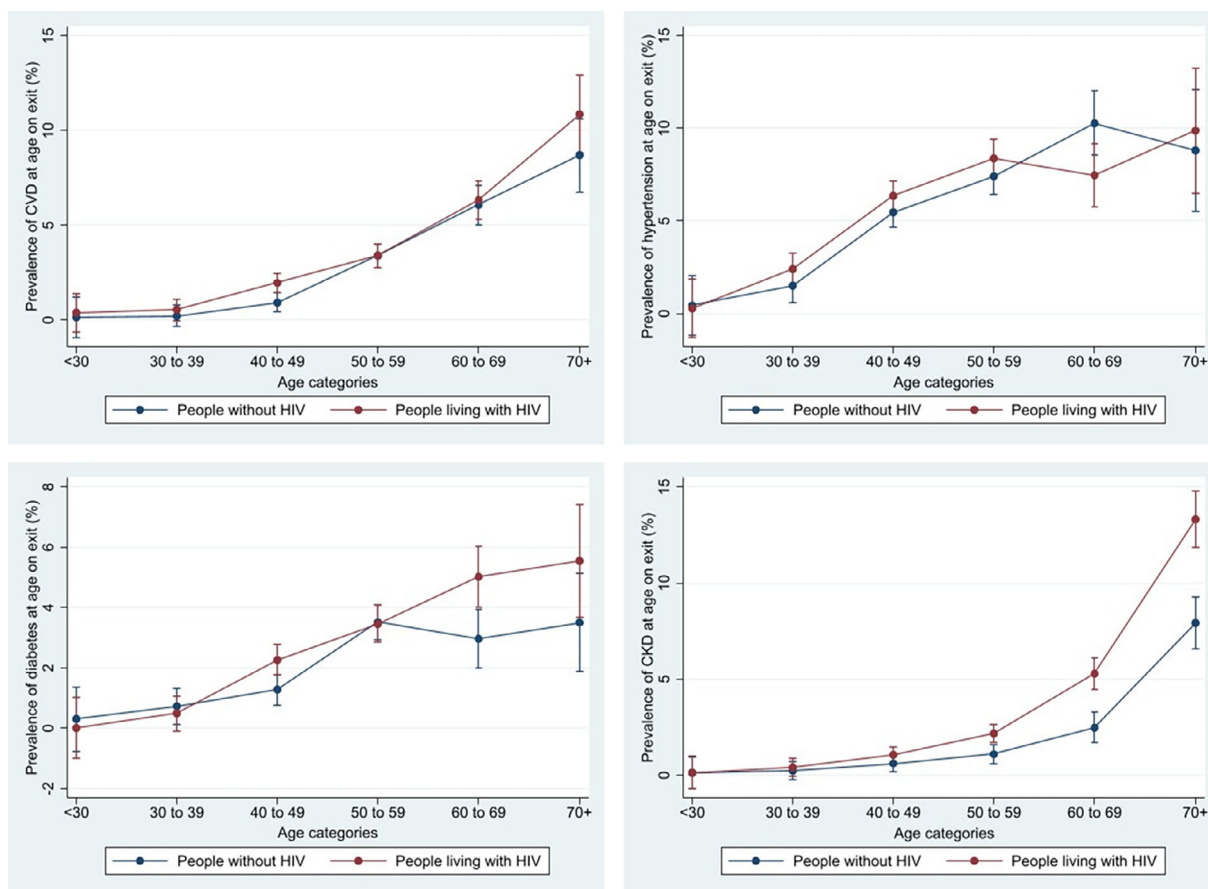 Prevalence of CVD at age on exit (%)
15
10
5
0
<30 30 to 39 40 to 49 50 to 59 60 to 69 70+
Age categories
People without HIV People living with HIV
Prevalence of hypertension at age on exit (%)
15
10
5
0
<30 30 to 39 40 to 49 50 to 59 60 to 69 70+
Age categories
People without HIV People living with HIV
Prevalence of diabetes at age on exit (%)
8
6
4
2
0
-2
<30 30 to 39 40 to 49 50 to 59 60 to 69 70+
Age categories
People without HIV People living with HIV
Prevalence of CKD at age on exit (%)
15
10
5
0
<30 30 to 39 40 to 49 50 to 59 60 to 69 70+
Age categories
People without HIV People living with HIV